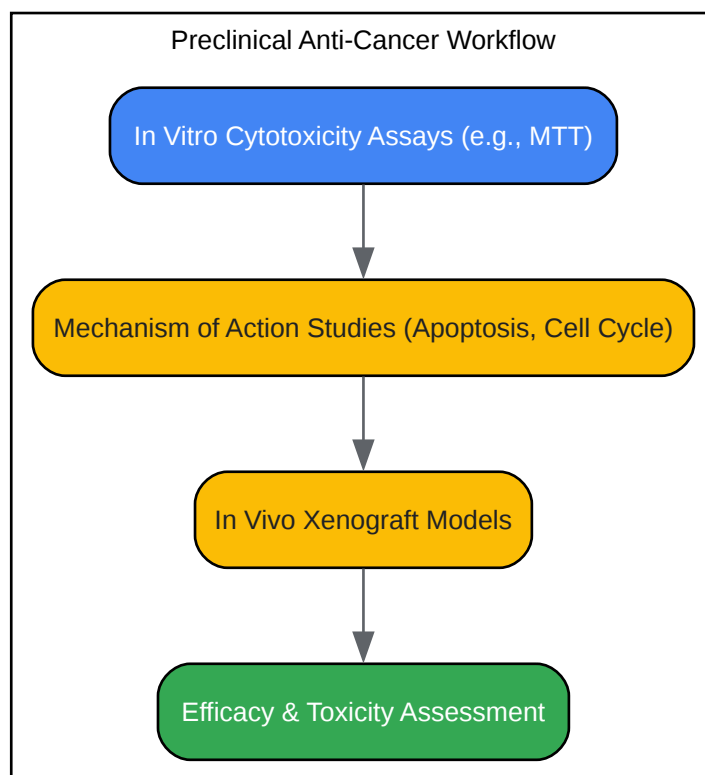 Preclinical Anti-Cancer Workflow
In Vitro Cytotoxicity Assays (e.g., MTT)
Mechanism of Action Studies (Apoptosis, Cell Cycle)
In Vivo Xenograft Models
Efficacy & Toxicity Assessment